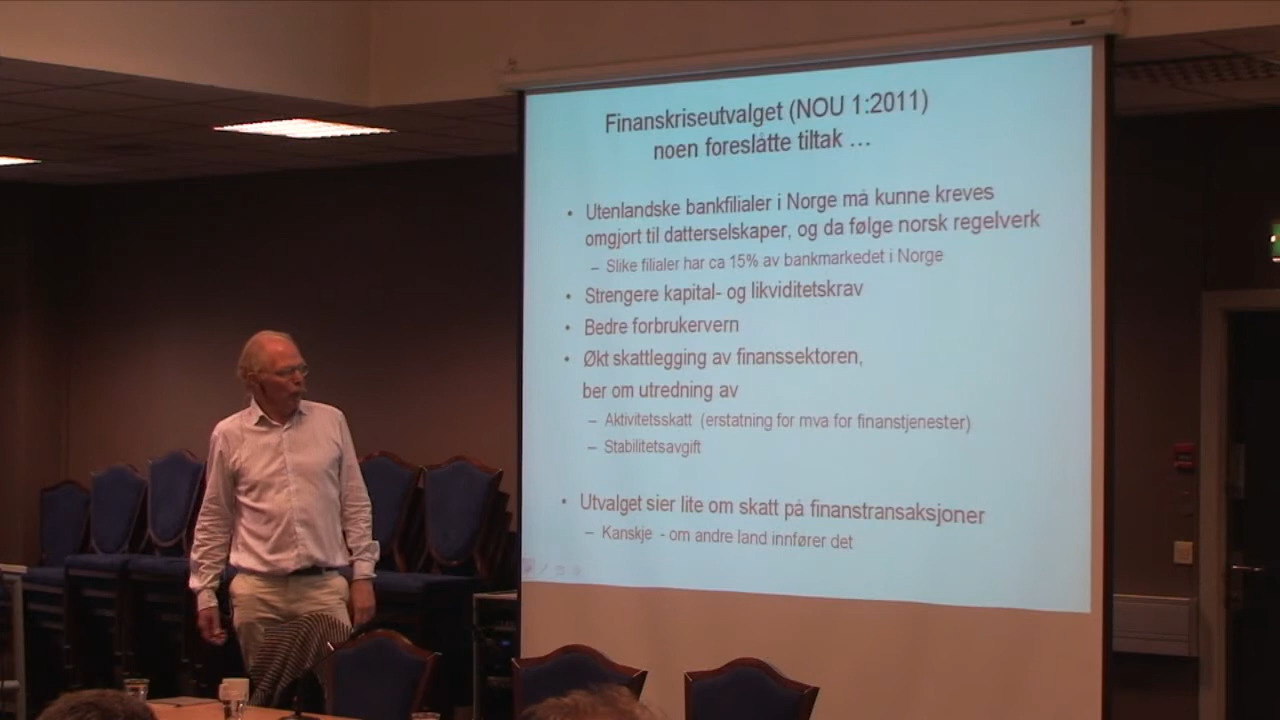 Finanskriseutvalget (NOU 1:2011)
noen foreslåtte tiltak ...
• Utenlandske bankfilialer i Norge må kunne kreves
omgjort til datterselskaper, og da følge norsk regelverk
– Slike filialer har ca 15% av bankmarkedet i Norge
• Strengere kapital- og likviditetskrav
• Bedre forbrukervern
• Økt skattlegging av finanssektoren,
ber om utredning av
– Aktivitetsskatt (erstatning for mva for finanstjenester)
– Stabilitetsavgift
• Utvalget sier lite om skatt på finanstransaksjoner
– Kanskje - om andre land innfører det